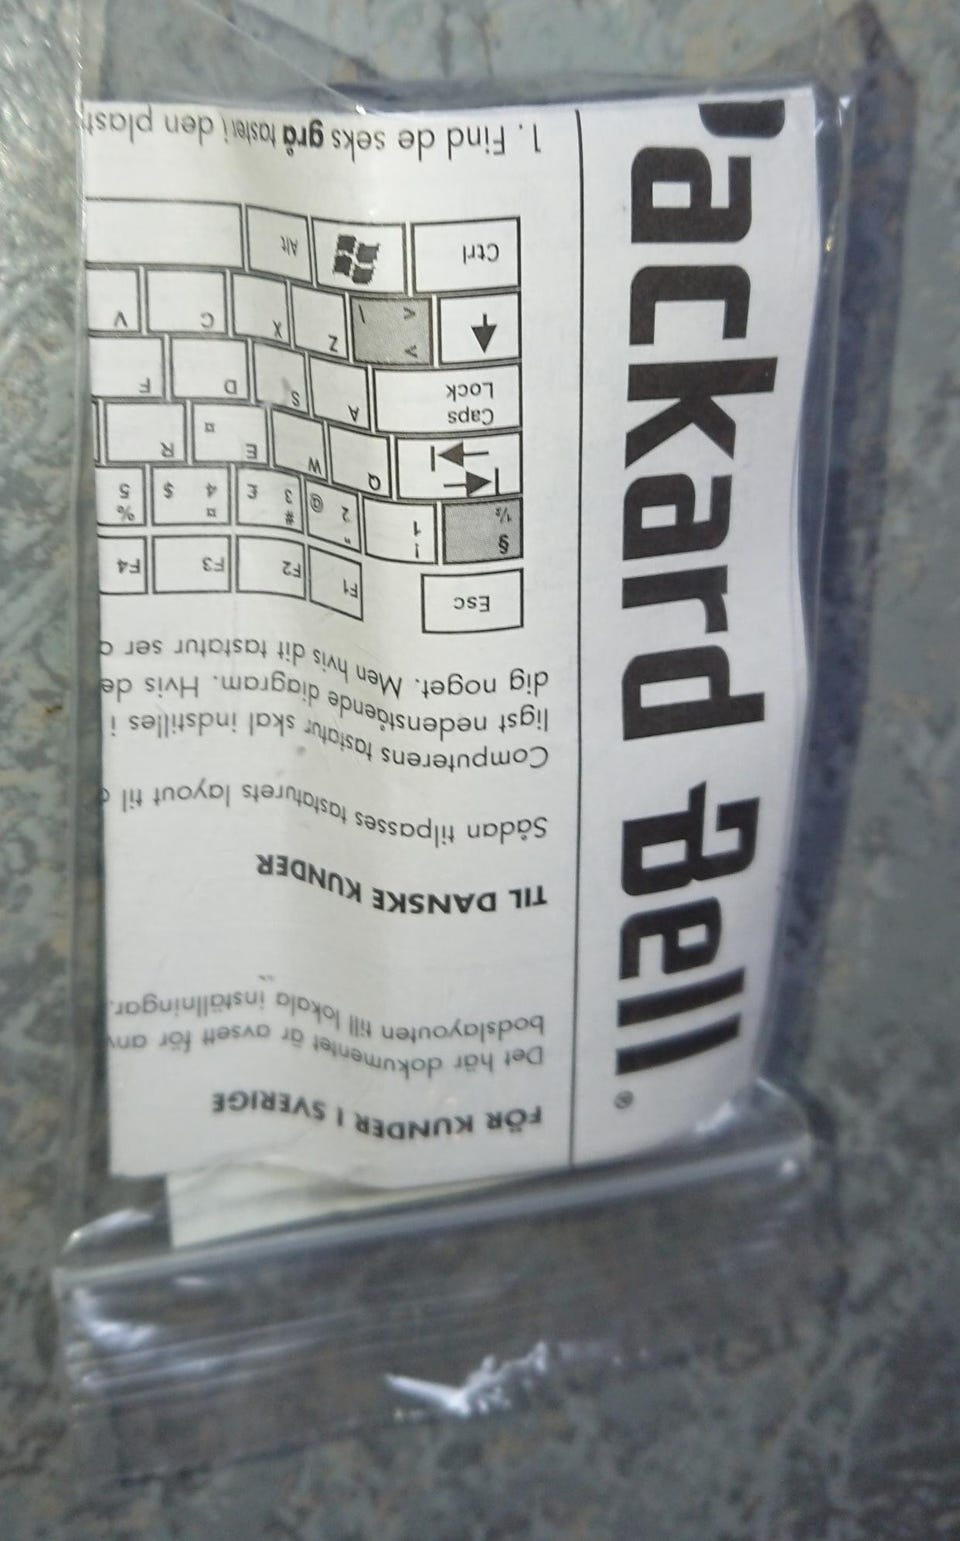 ackard Bell®
FÖR KUNDER I SVERIGE
Det här dokumentet är avsett för
bodslayouten till lokala inställningar.
TIL DANSKE KUNDER
Sådan tilpasses tastaturets layout til
Computerens tastatur skal indstilles i
ligst nedenstående diagram. Hvis de
dig noget. Men hvis dit tastatur ser
Esc F1 F2 F3 F4
§ ! " # ¤ %
½ 1 2 @ 3 £ 4 $ 5
Q W E ¤ R
Caps
Lock A S D F
> < \ Z X C V
Ctrl Alt
1. Find de seks grå taster i den plast